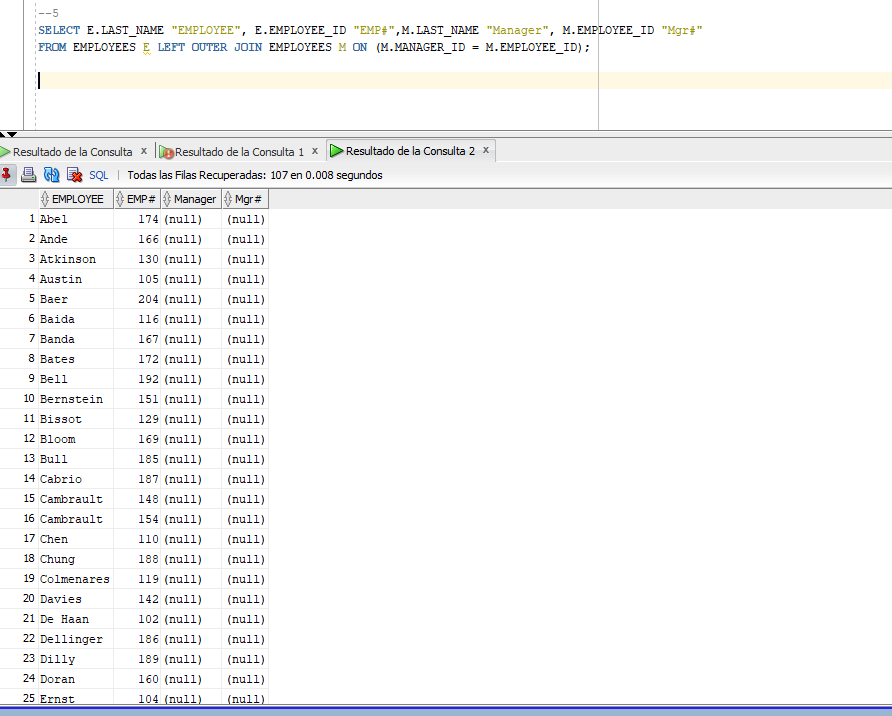 --5
SELECT E.LAST_NAME "EMPLOYEE", E.EMPLOYEE_ID "EMP#",M.LAST_NAME "Manager", M.EMPLOYEE_ID "Mgr#"
FROM EMPLOYEES E LEFT OUTER JOIN EMPLOYEES M ON (M.MANAGER_ID = M.EMPLOYEE_ID);
Resultado de la Consulta x Resultado de la Consulta 1 x Resultado de la Consulta 2 x
SQL | Todas las Filas Recuperadas: 107 en 0.008 segundos
EMPLOYEE EMP# Manager Mgr#
1 Abel 174 (null) (null)
2 Ande 166 (null) (null)
3 Atkinson 130 (null) (null)
4 Austin 105 (null) (null)
5 Baer 204 (null) (null)
6 Baida 116 (null) (null)
7 Banda 167 (null) (null)
8 Bates 172 (null) (null)
9 Bell 192 (null) (null)
10 Bernstein 151 (null) (null)
11 Bissot 129 (null) (null)
12 Bloom 169 (null) (null)
13 Bull 185 (null) (null)
14 Cabrio 187 (null) (null)
15 Cambrault 148 (null) (null)
16 Cambrault 154 (null) (null)
17 Chen 110 (null) (null)
18 Chung 188 (null) (null)
19 Colmenares 119 (null) (null)
20 Davies 142 (null) (null)
21 De Haan 102 (null) (null)
22 Dellinger 186 (null) (null)
23 Dilly 189 (null) (null)
24 Doran 160 (null) (null)
25 Ernst 104 (null) (null)